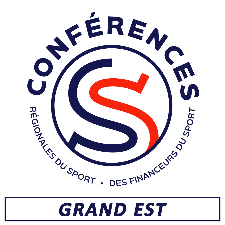 CONFÉRENCES
RÉGIONALES DU SPORT • DES FINANCEURS DU SPORT
GRAND EST